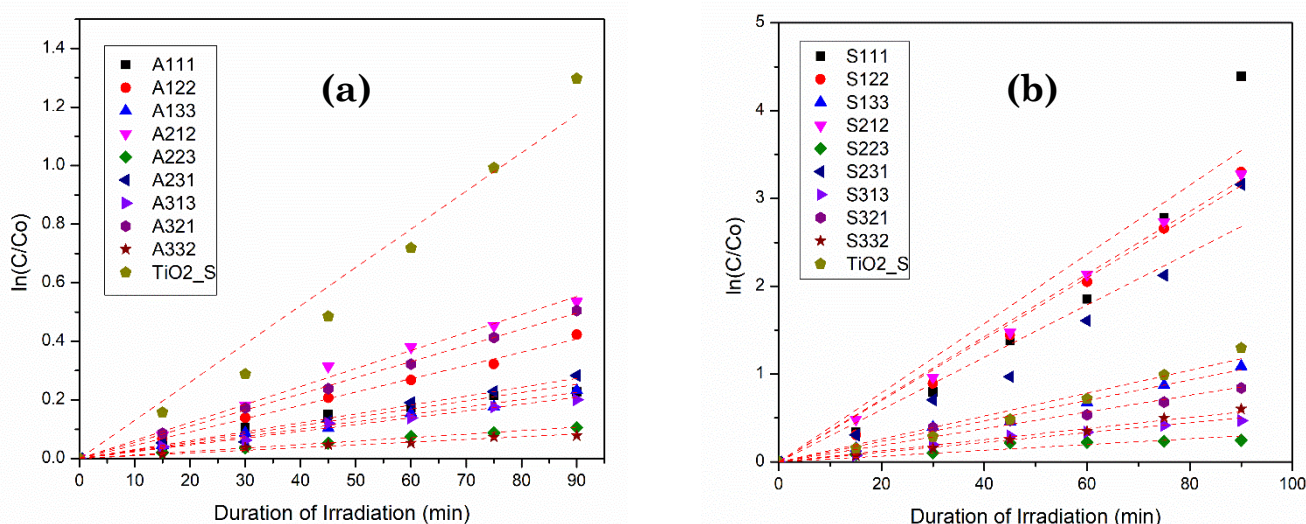 (a)
A111
A122
A133
A212
A223
A231
A313
A321
A332
TiO2_S
1.4
1.2
1.0
0.8
0.6
0.4
0.2
0.0
ln(C/Co)
0 10 20 30 40 50 60 70 80 90
Duration of Irradiation (min)
(b)
S111
S122
S133
S212
S223
S231
S313
S321
S332
TiO2_S
5
4
3
2
1
0
ln(C/Co)
0 20 40 60 80 100
Duration of Irradiation (min)